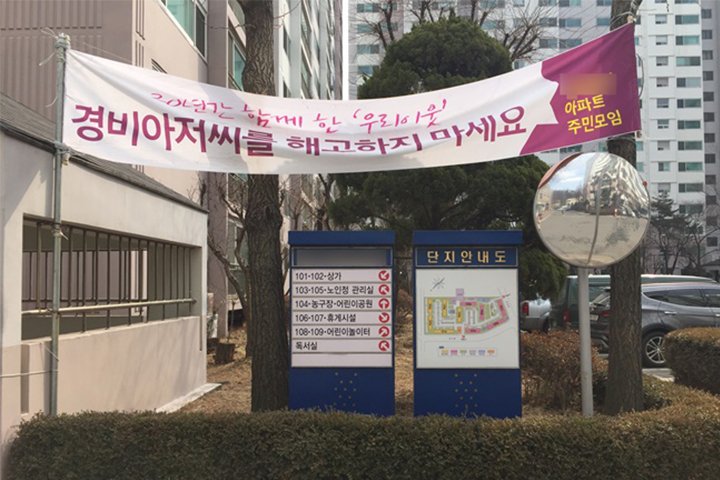 20년간 함께 한 '우리이웃'
경비아저씨를 해고하지 마세요
아파트
주민모임
101·102·상가
103·105·노인정 관리실
104·농구장·어린이공원
106·107·휴게시설
108·109·어린이놀이터
독서실
단지안내도